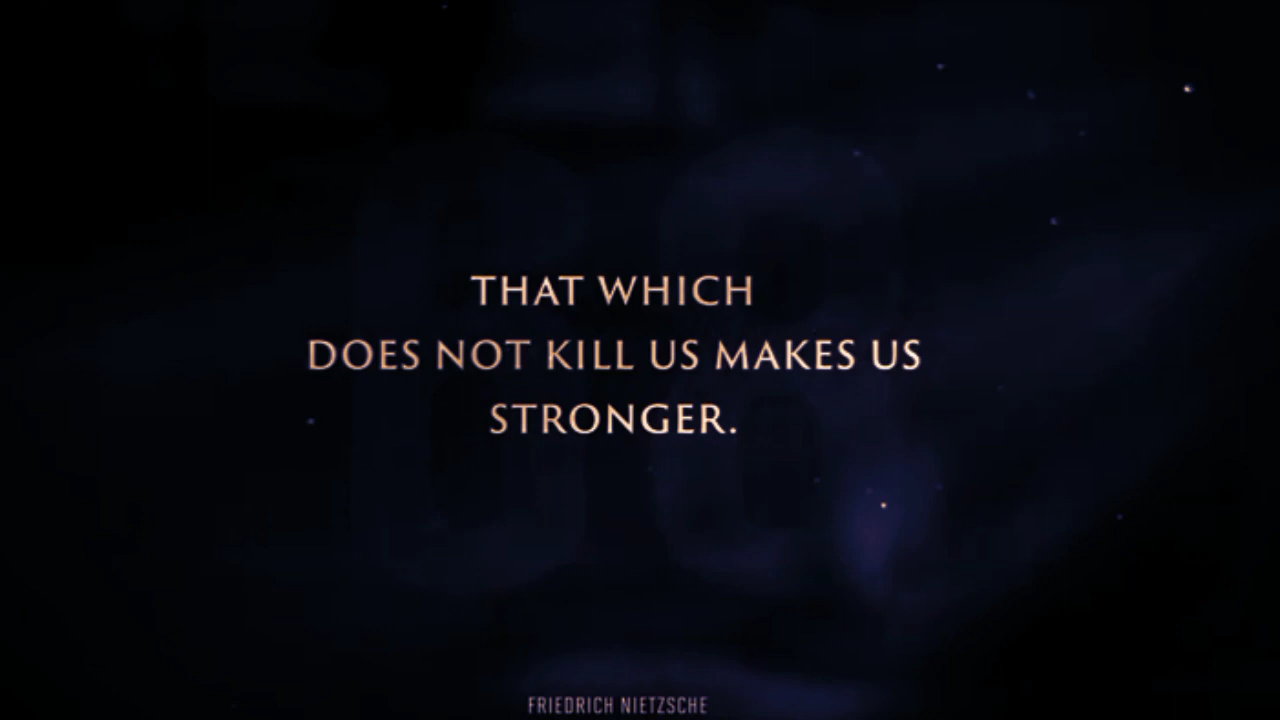 THAT WHICH
DOES NOT KILL US MAKES US
STRONGER.
FRIEDRICH NIETZSCHE